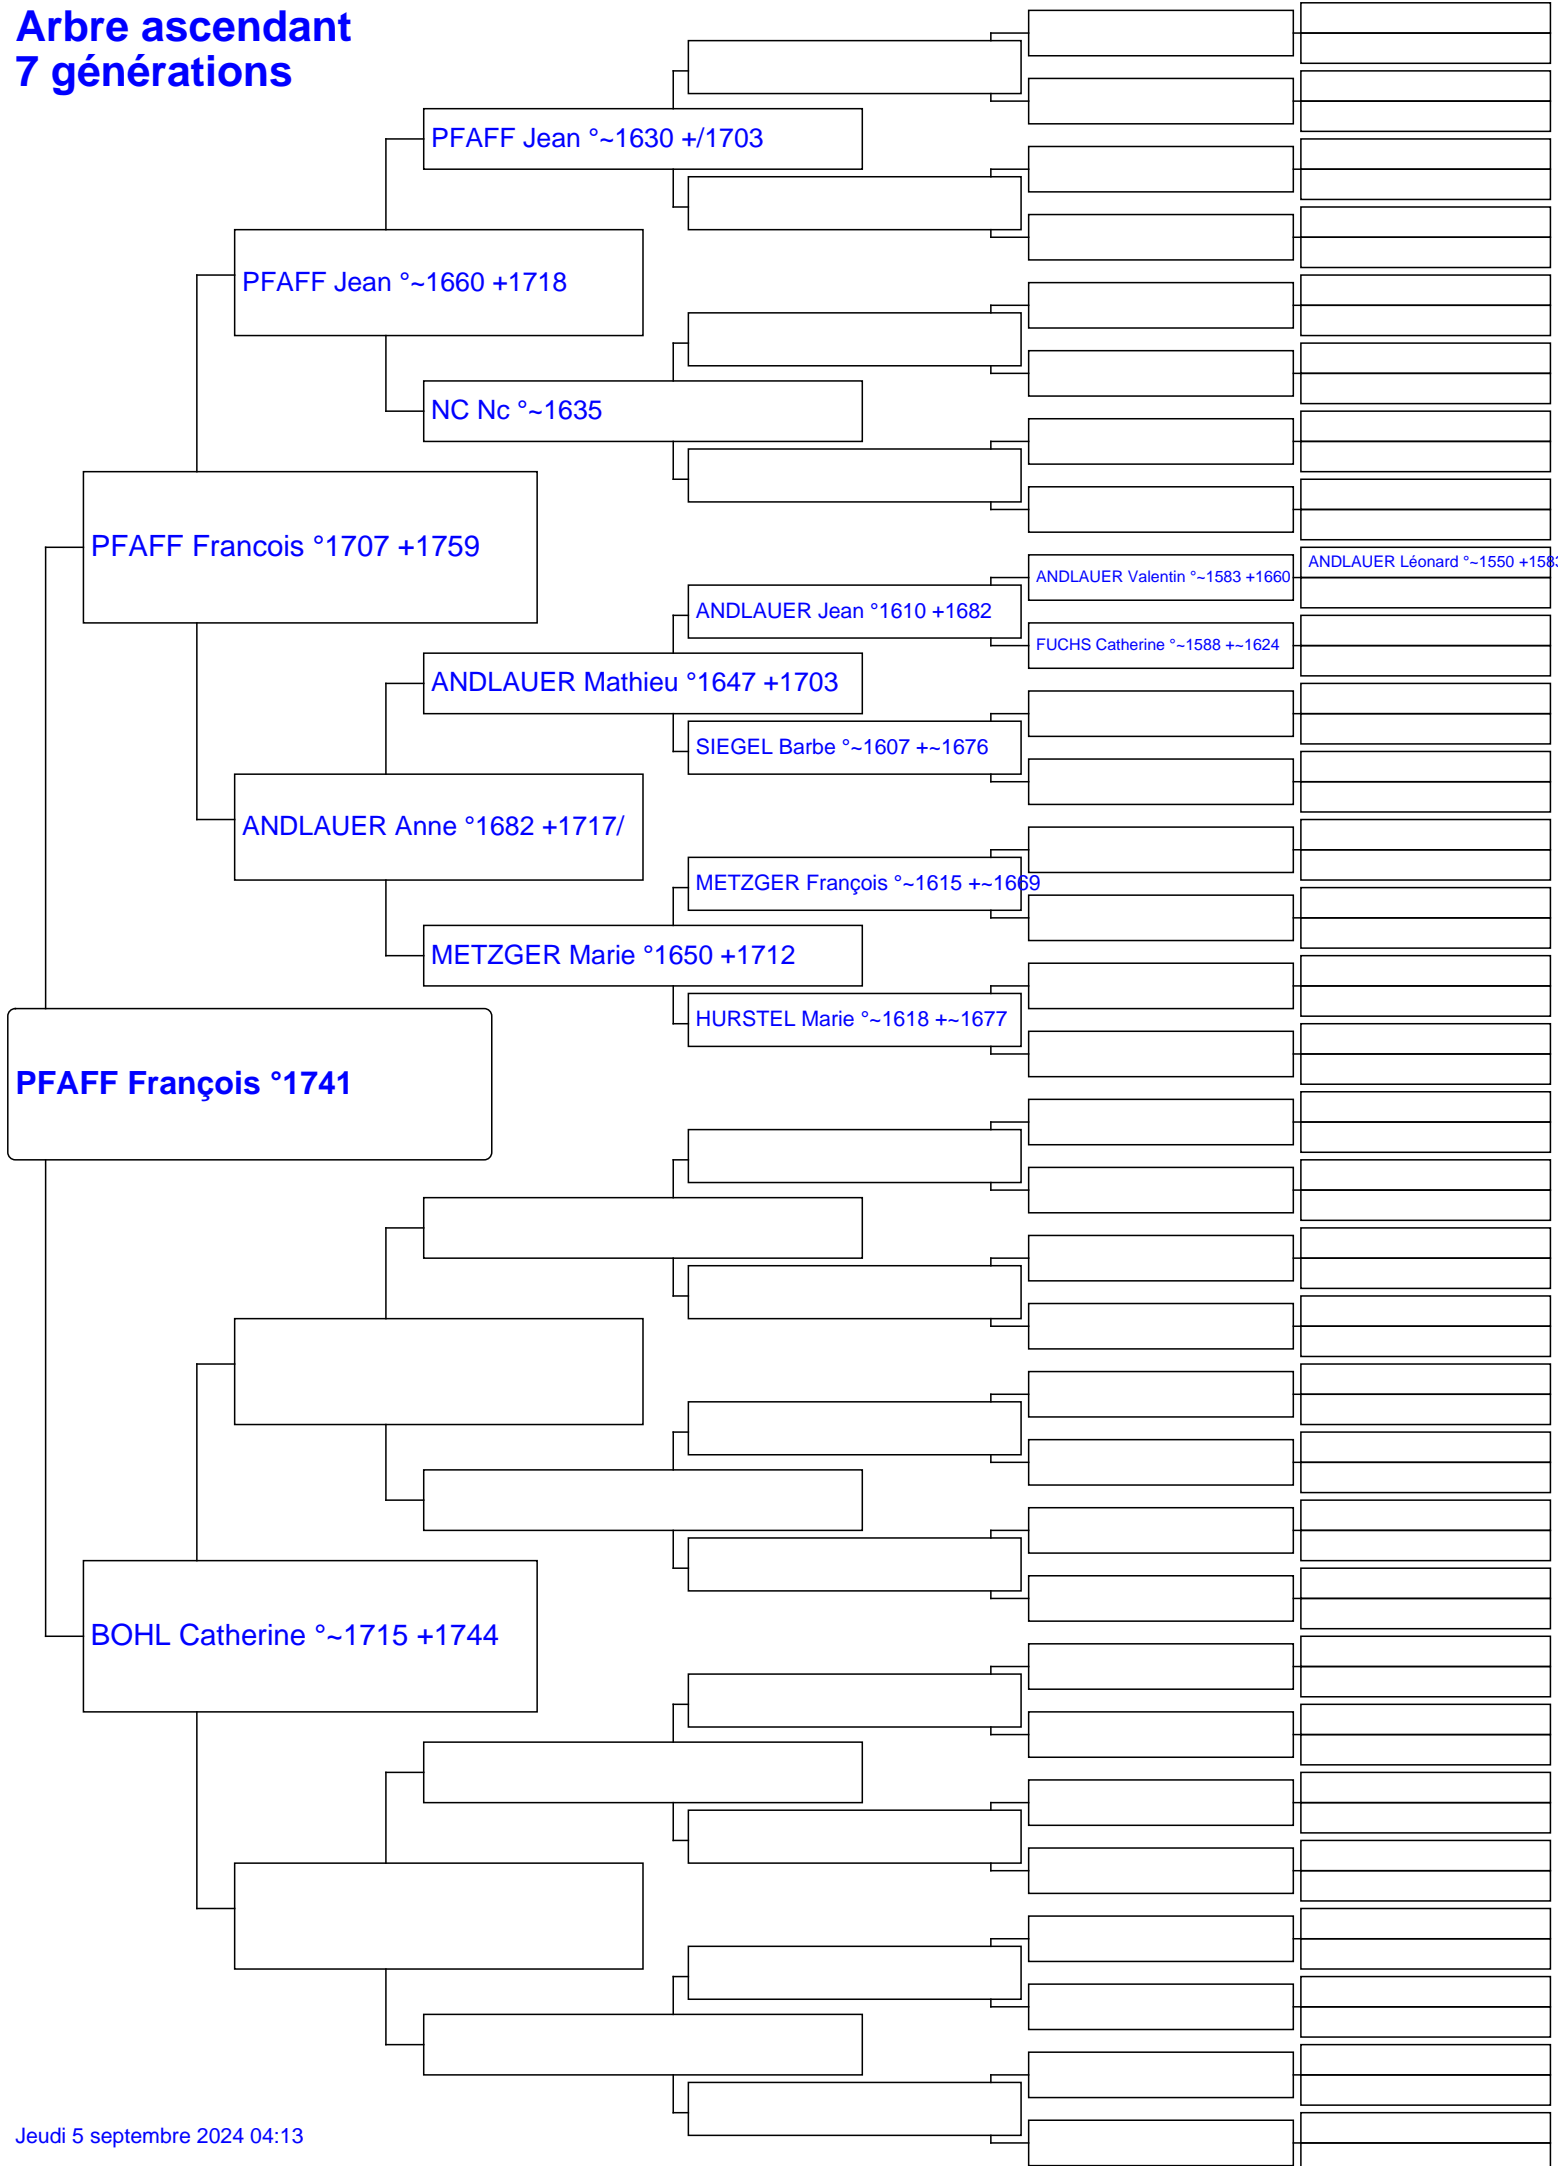 Arbre ascendant
7 générations
PFAFF Jean °~1630 +/1703
PFAFF Jean °~1660 +1718
NC Nc °~1635
PFAFF Francois °1707 +1759
ANDLAUER Valentin °~1583 +1660
ANDLAUER Léonard °~1550 +1583
ANDLAUER Jean °1610 +1682
FUCHS Catherine °~1588 +~1624
ANDLAUER Mathieu °1647 +1703
SIEGEL Barbe °~1607 +~1676
ANDLAUER Anne °1682 +1717/
METZGER François °~1615 +~1669
METZGER Marie °1650 +1712
HURSTEL Marie °~1618 +~1677
PFAFF François °1741
BOHL Catherine °~1715 +1744
Jeudi 5 septembre 2024 04:13